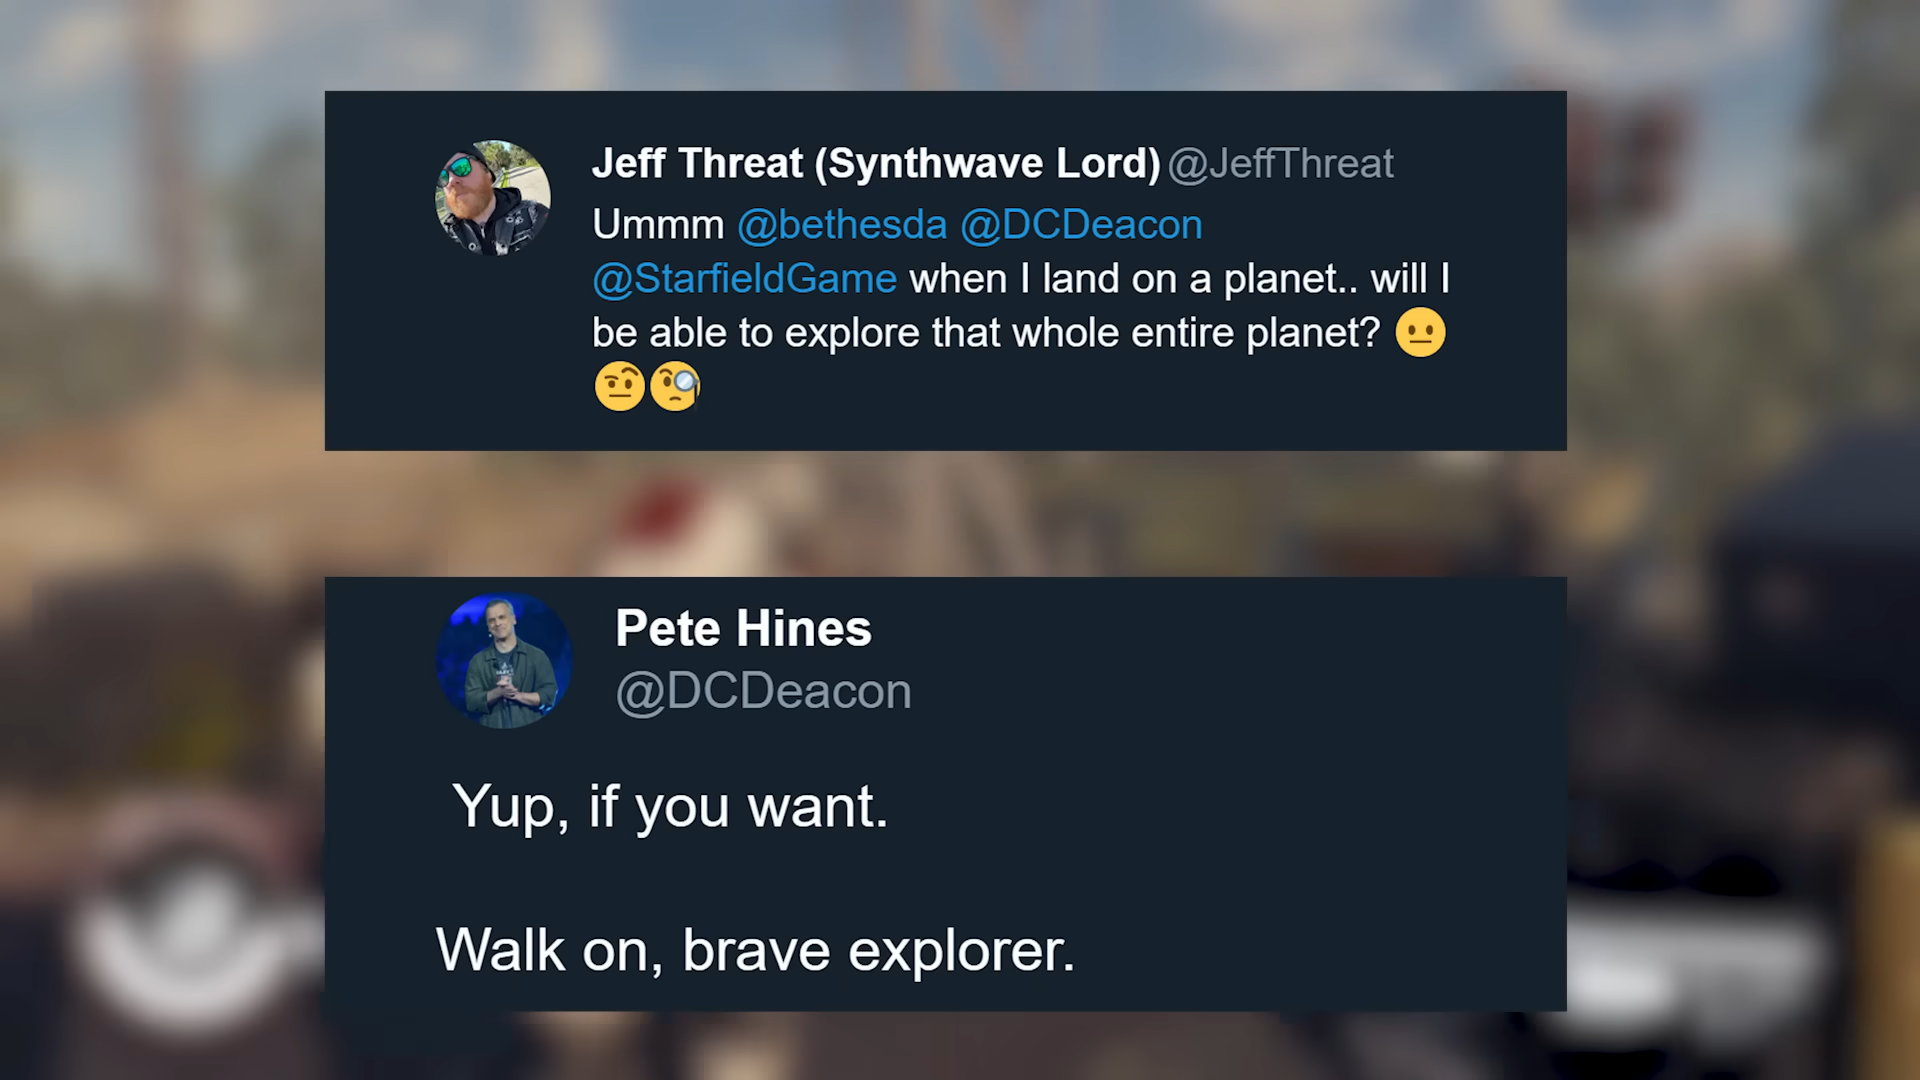 Jeff Threat (Synthwave Lord) @JeffThreat
Ummm @bethesda @DCDeacon
@StarfieldGame when I land on a planet.. will I
be able to explore that whole entire planet? 😐
🤨🧐
Pete Hines
@DCDeacon
Yup, if you want.
Walk on, brave explorer.